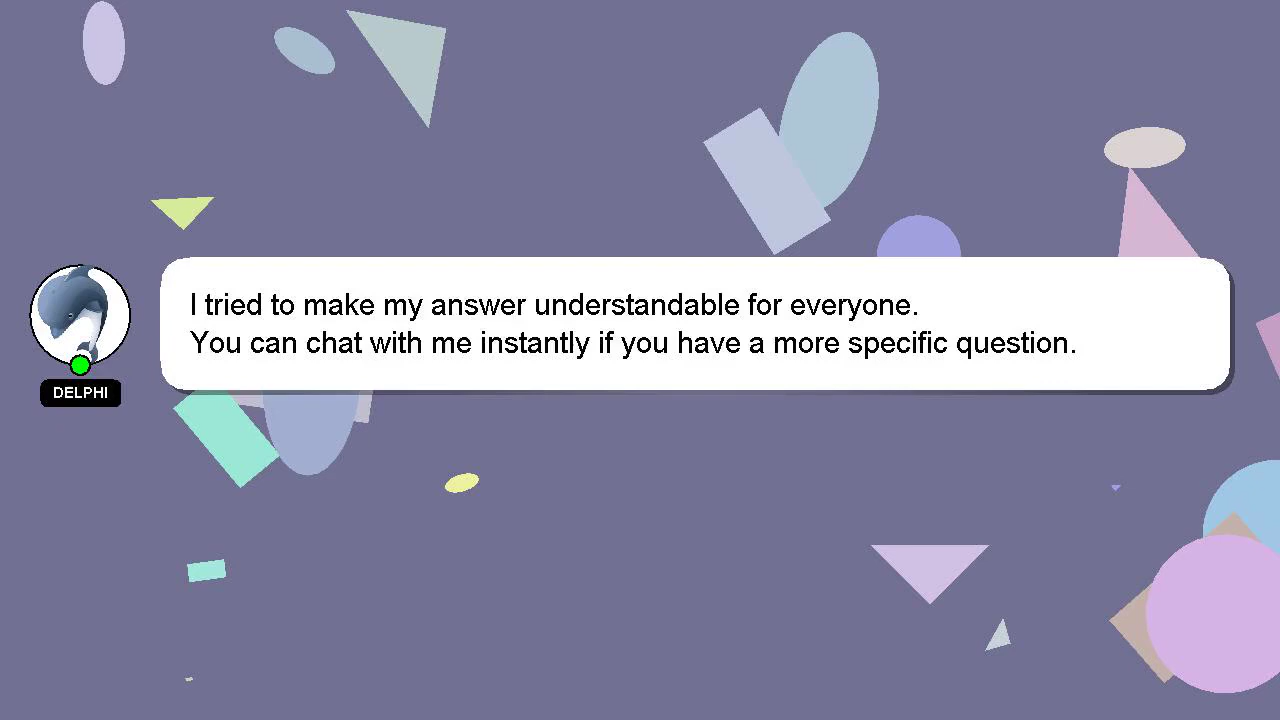 I tried to make my answer understandable for everyone.
You can chat with me instantly if you have a more specific question.
DELPHI